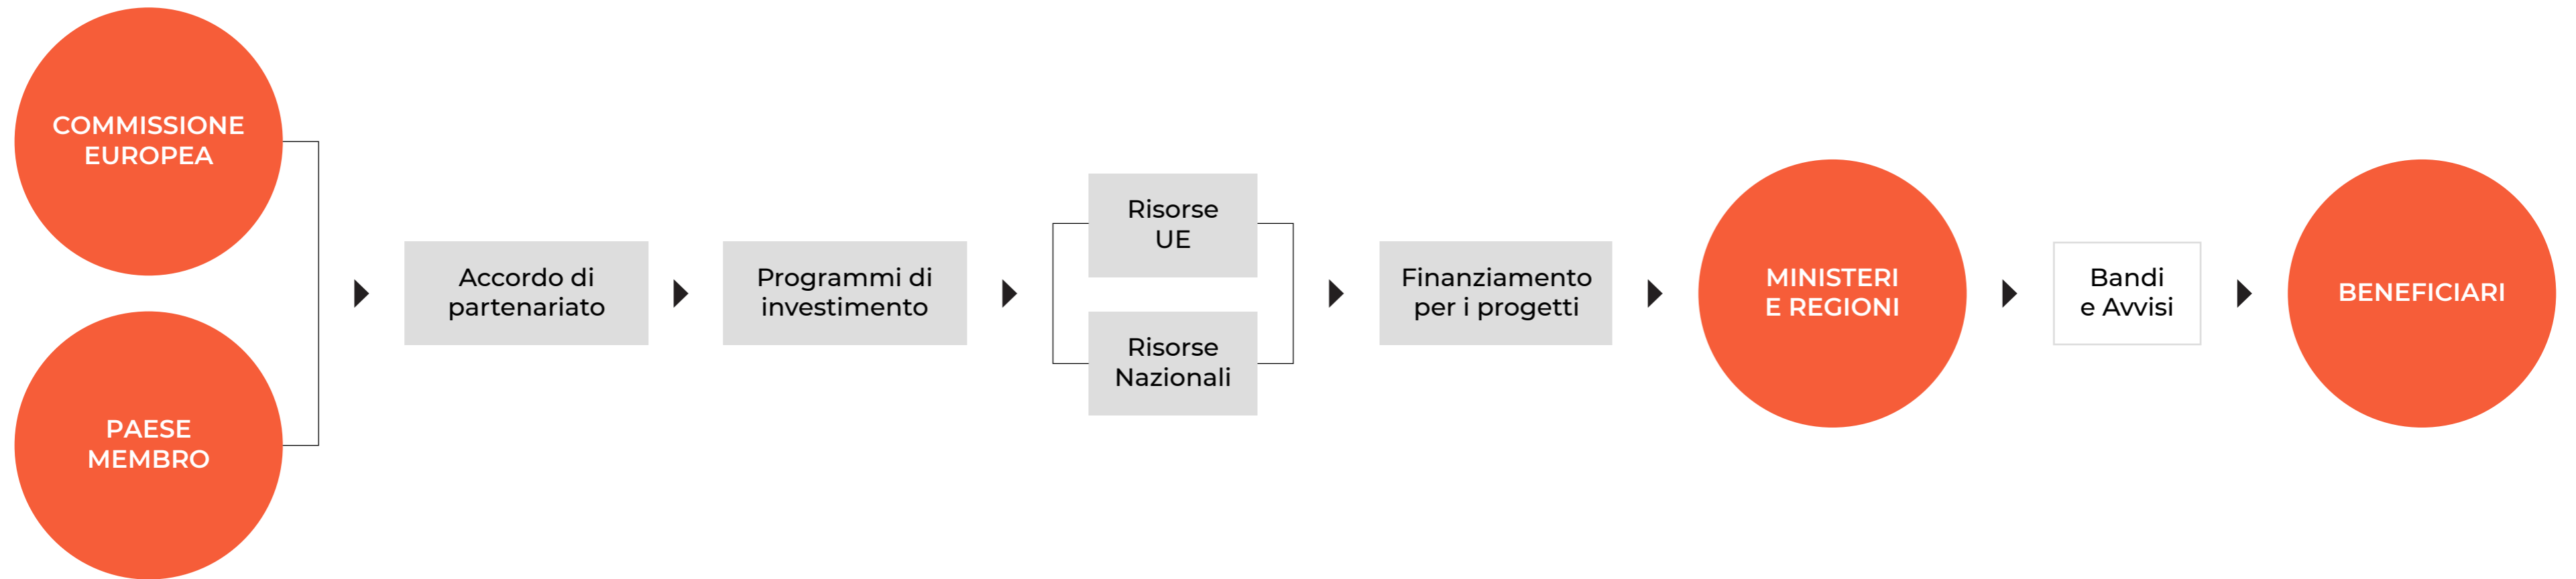 COMMISSIONE
EUROPEA
PAESE
MEMBRO
Accordo di
partenariato
Programmi di
investimento
Risorse
UE
Risorse
Nazionali
Finanziamento
per i progetti
MINISTERI
E REGIONI
Bandi
e Avvisi
BENEFICIARI